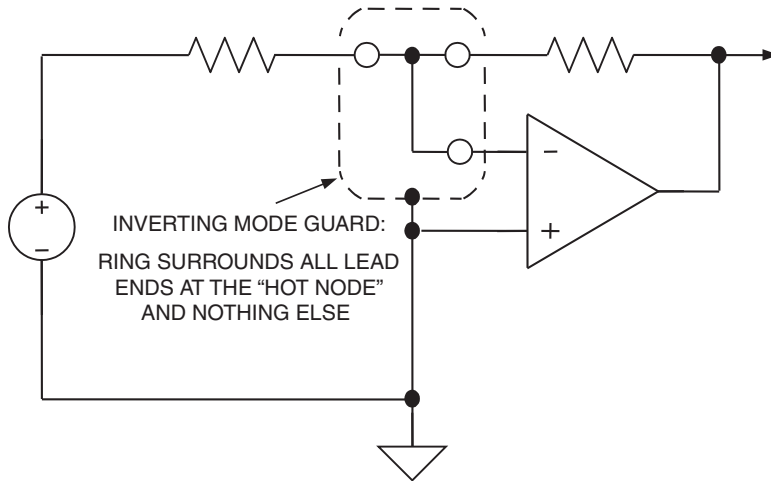 +
−
−
+
INVERTING MODE GUARD:
RING SURROUNDS ALL LEAD
ENDS AT THE “HOT NODE”
AND NOTHING ELSE